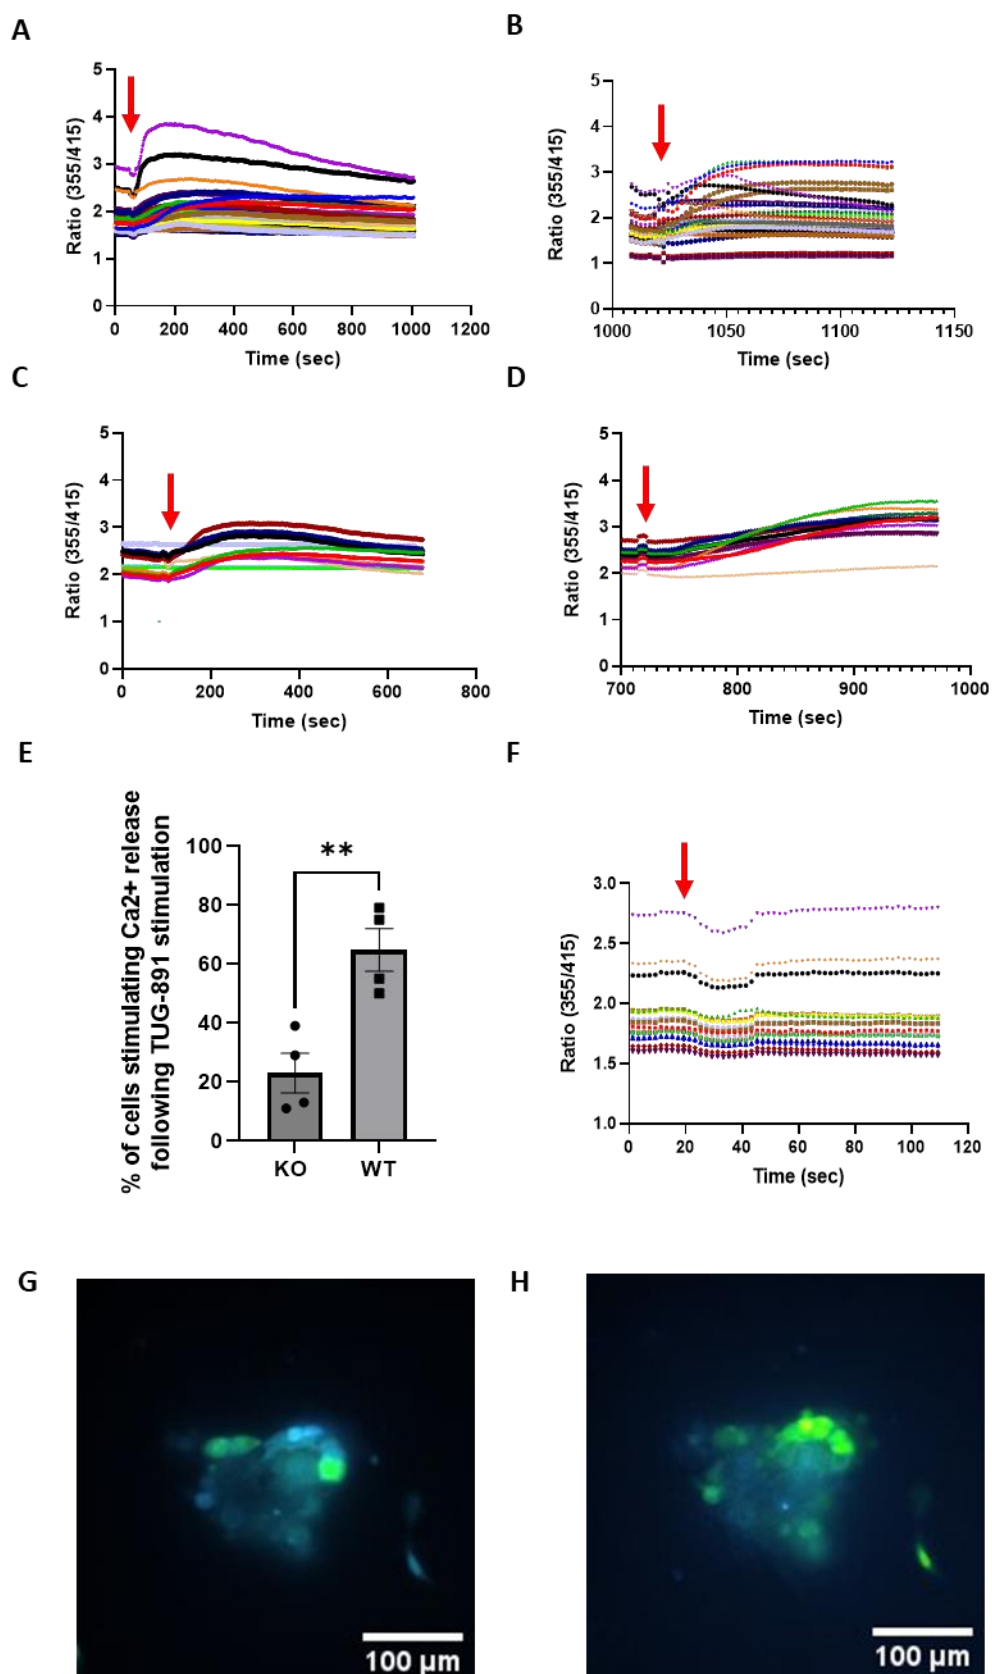 A
5
4
3
2
1
0
Ratio (355/415)
0 200 400 600 800 1000 1200
Time (sec)
B
5
4
3
2
1
0
Ratio (355/415)
1000 1050 1100 1150
Time (sec)
C
5
4
3
2
1
0
Ratio (355/415)
0 200 400 600 800
Time (sec)
D
5
4
3
2
1
0
Ratio (355/415)
700 800 900 1000
Time (sec)
E
% of cells stimulating Ca2+ release
following TUG-891 stimulation
100
80
60
40
20
0
**
KO WT
F
3.0
2.5
2.0
1.5
1.0
Ratio (355/415)
0 20 40 60 80 100 120
Time (sec)
G
100 µm
H
100 µm